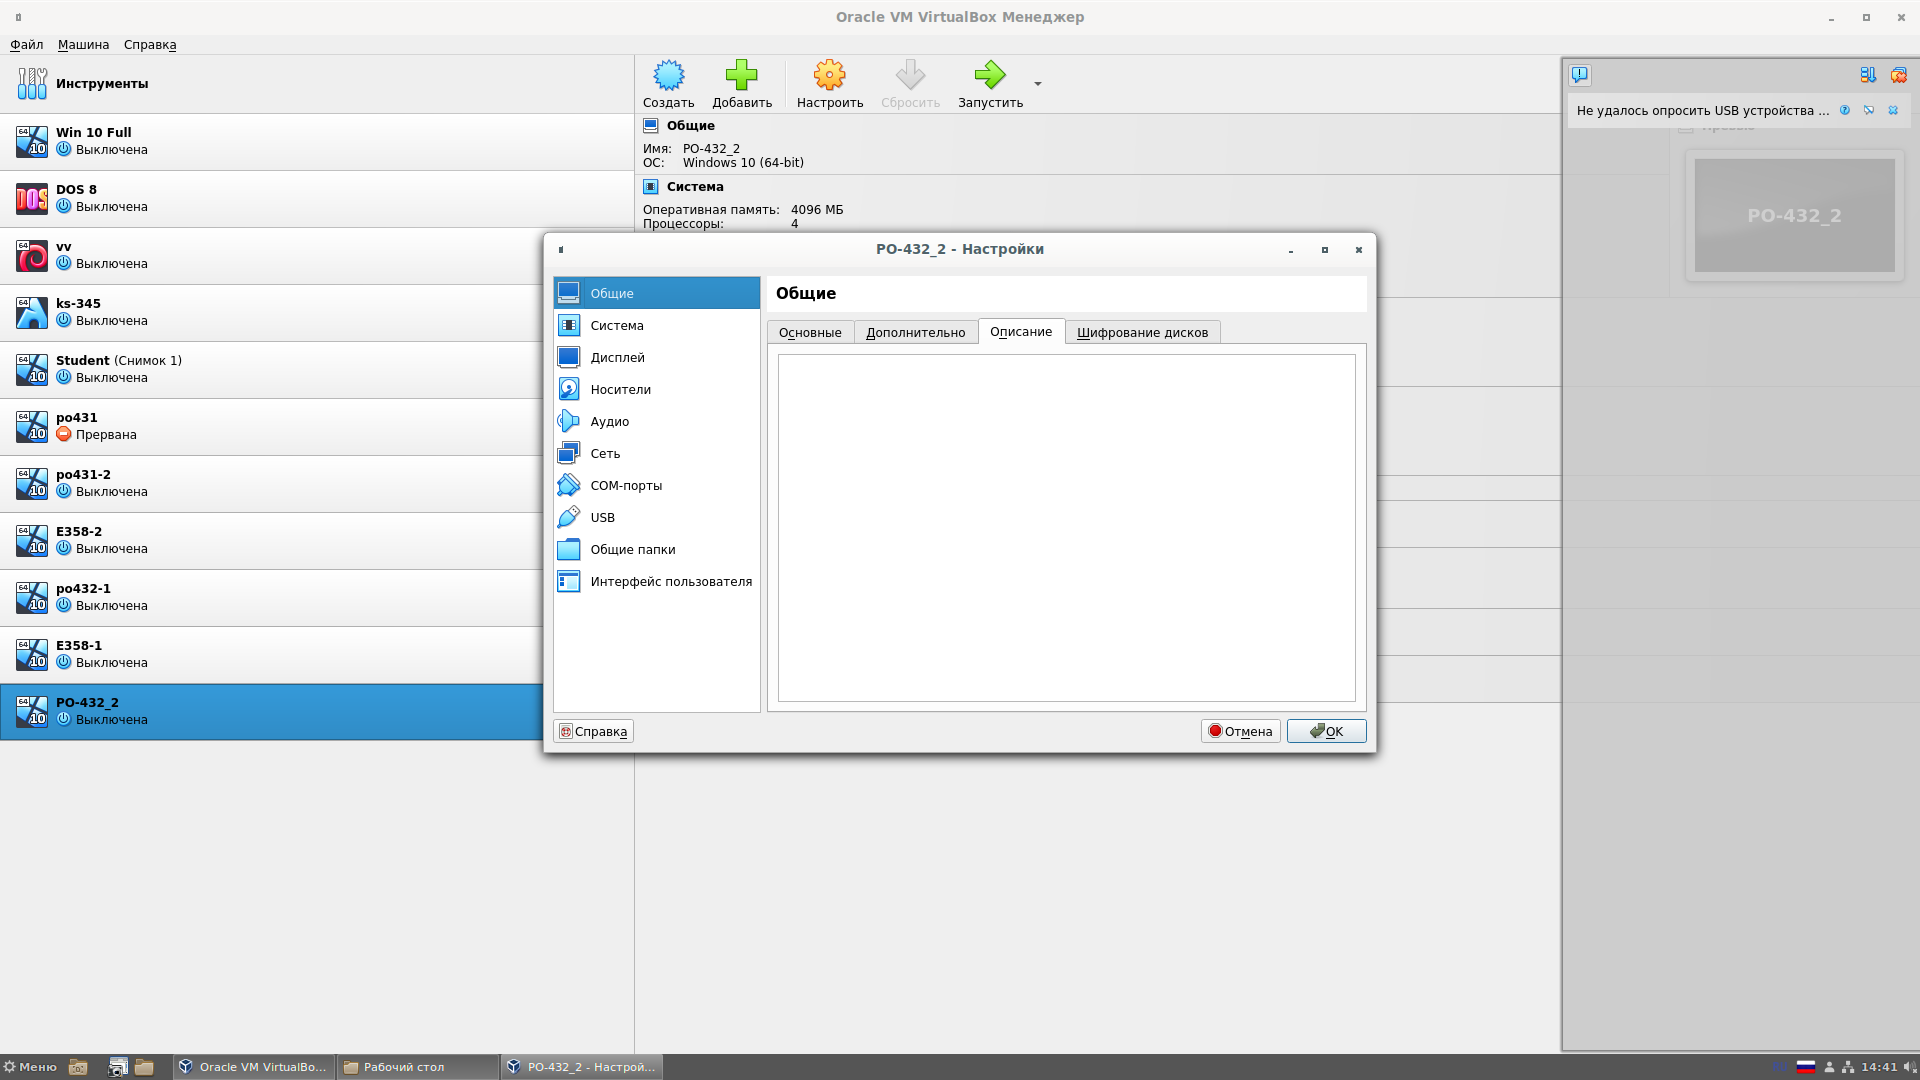 Oracle VM VirtualBox Менеджер
Файл Машина Справка
Инструменты
Создать Добавить Настроить Сбросить Запустить
Не удалось опросить USB устройства ...
Win 10 Full
Выключена
DOS 8
Выключена
vv
Выключена
ks-345
Выключена
Student (Снимок 1)
Выключена
po431
Прервана
po431-2
Выключена
E358-2
Выключена
po432-1
Выключена
E358-1
Выключена
PO-432_2
Выключена
Общие
Имя: PO-432_2
ОС: Windows 10 (64-bit)
Система
Оперативная память: 4096 МБ
Процессоры: 4
Превью
PO-432_2
PO-432_2 - Настройки
Общие
Система
Дисплей
Носители
Аудио
Сеть
COM-порты
USB
Общие папки
Интерфейс пользователя
Общие
Основные Дополнительно Описание Шифрование дисков
Справка Отмена OK
Меню Oracle VM VirtualBo... Рабочий стол PO-432_2 - Настрой... 14:41